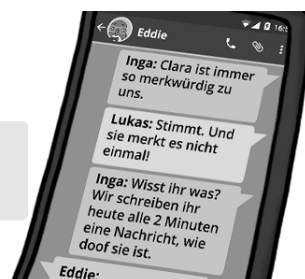 16:5
Eddie
Inga: Clara ist immer
so merkwürdig zu
uns.
Lukas: Stimmt. Und
sie merkt es nicht
einmal!
Inga: Wisst ihr was?
Wir schreiben ihr
heute alle 2 Minuten
eine Nachricht, wie
doof sie ist.
Eddie: